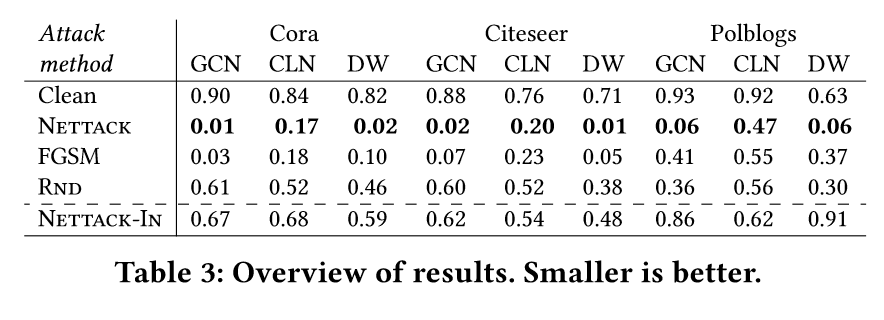 Attack Cora Citeseer Polblogs
method GCN CLN DW GCN CLN DW GCN CLN DW
Clean 0.90 0.84 0.82 0.88 0.76 0.71 0.93 0.92 0.63
NETTACK 0.01 0.17 0.02 0.02 0.20 0.01 0.06 0.47 0.06
FGSM 0.03 0.18 0.10 0.07 0.23 0.05 0.41 0.55 0.37
RND 0.61 0.52 0.46 0.60 0.52 0.38 0.36 0.56 0.30
NETTACK-IN 0.67 0.68 0.59 0.62 0.54 0.48 0.86 0.62 0.91
Table 3: Overview of results. Smaller is better.